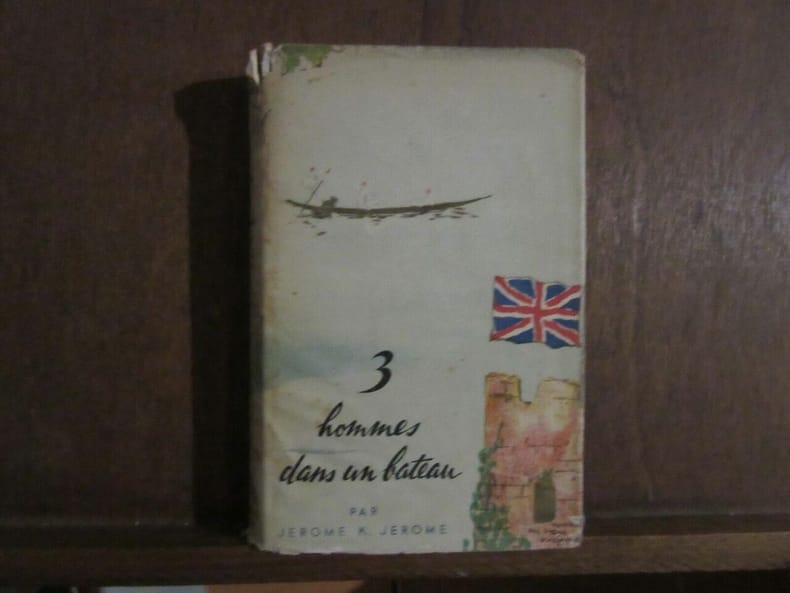 3
hommes
dans un bateau
PAR
JEROME K. JEROME